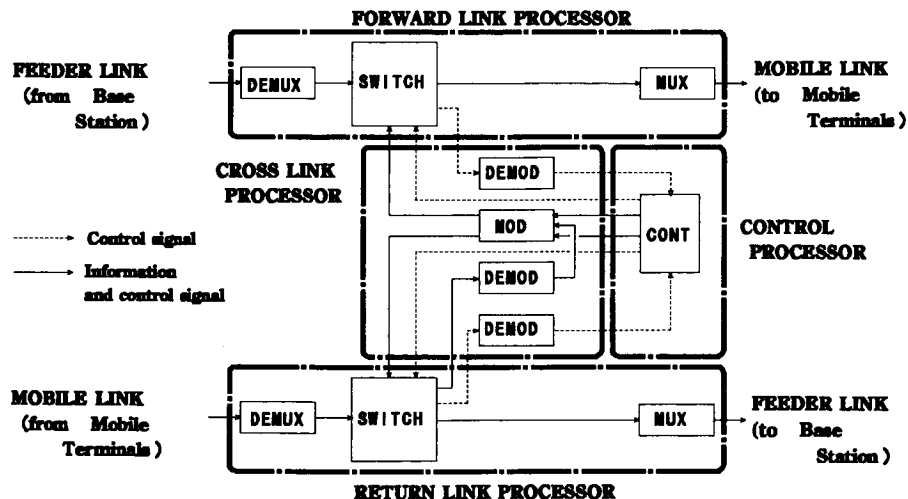 FORWARD LINK PROCESSOR
FEEDER LINK
(from Base
Station)
DEMUX
SWITCH
MUX
MOBILE LINK
(to Mobile
Terminals)
CROSS LINK
PROCESSOR
DEMOD
MOD
DEMOD
DEMOD
CONT
CONTROL
PROCESSOR
Control signal
Information
and control signal
MOBILE LINK
(from Mobile
Terminals)
DEMUX
SWITCH
MUX
FEEDER LINK
(to Base
Station)
RETURN LINK PROCESSOR